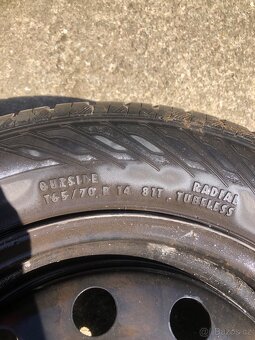 OUTSIDE
165/70 R 14 81T. TUBELESS
RADIAL